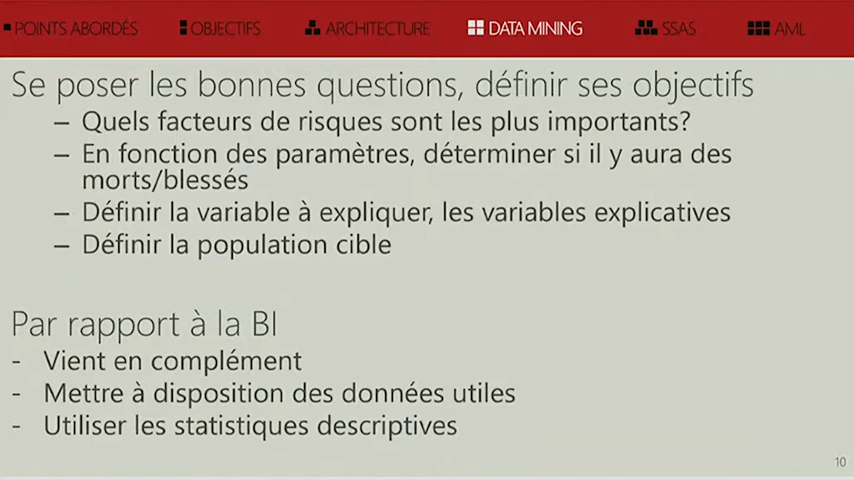 POINTS ABORDÉS OBJECTIFS ARCHITECTURE DATA MINING SSAS AML
Se poser les bonnes questions, définir ses objectifs
– Quels facteurs de risques sont les plus importants?
– En fonction des paramètres, déterminer si il y aura des
morts/blessés
– Définir la variable à expliquer, les variables explicatives
– Définir la population cible
Par rapport à la BI
- Vient en complément
- Mettre à disposition des données utiles
- Utiliser les statistiques descriptives
10